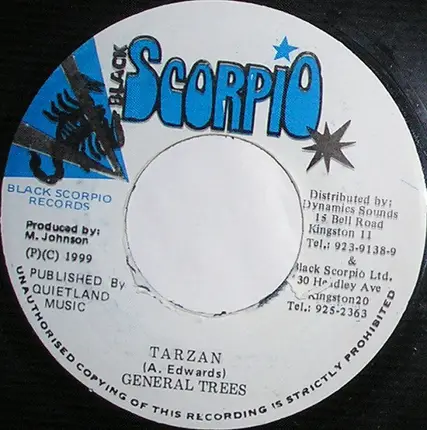 BLACK
SCORPIO
BLACK SCORPIO
RECORDS
Produced by:
M. Johnson
(P)(C) 1999
PUBLISHED BY
QUIETLAND
MUSIC
Distributed by:
Dynamics Sounds
15 Bell Road
Kingston 11
Tel.: 923-9138-9
&
Black Scorpio Ltd.
30 Headley Ave
Kingston20
Tel.: 925-2363
TARZAN
(A. Edwards)
GENERAL TREES
UNAUTHORISED COPYING OF THIS RECORDING IS STRICTLY PROHIBITED